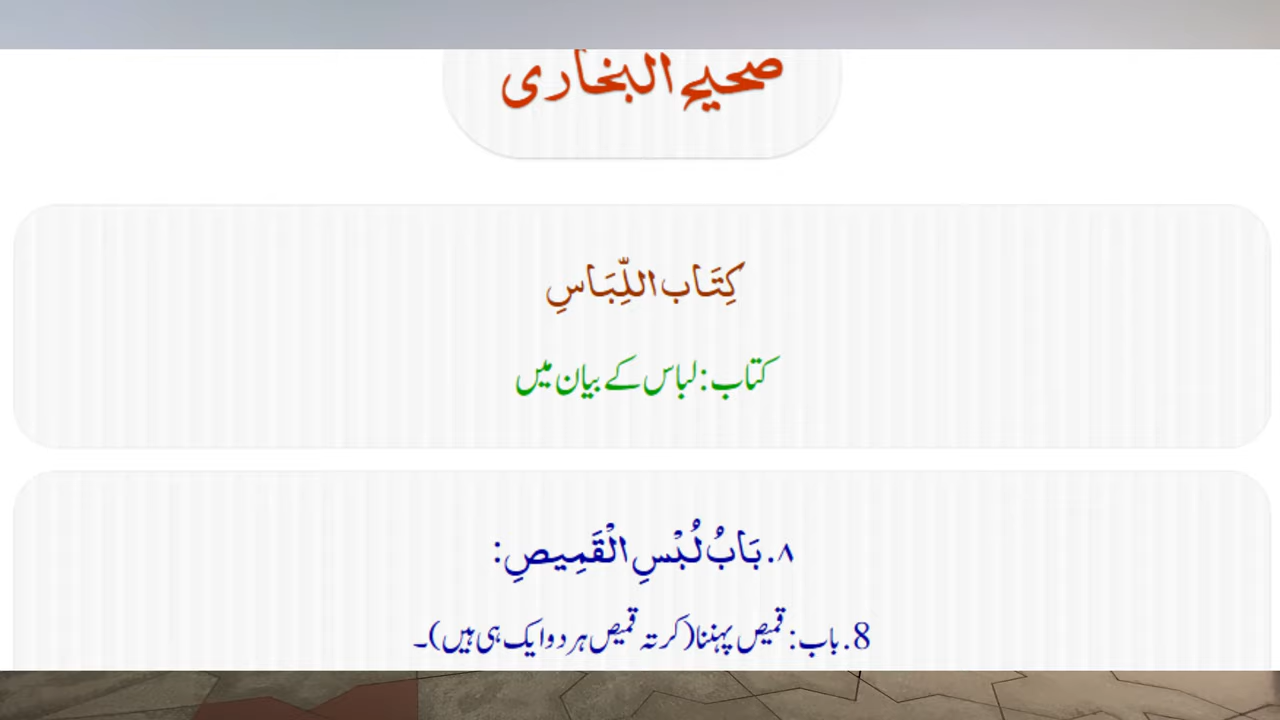 صحیح البخاری
كِتَاب اللِّبَاسِ
کتاب: لباس کے بیان میں
٨. بَابُ لُبْسِ الْقَمِيصِ:
8. باب: قمیص پہننا (کرتہ قمیص ہر دو ایک ہی ہیں)۔